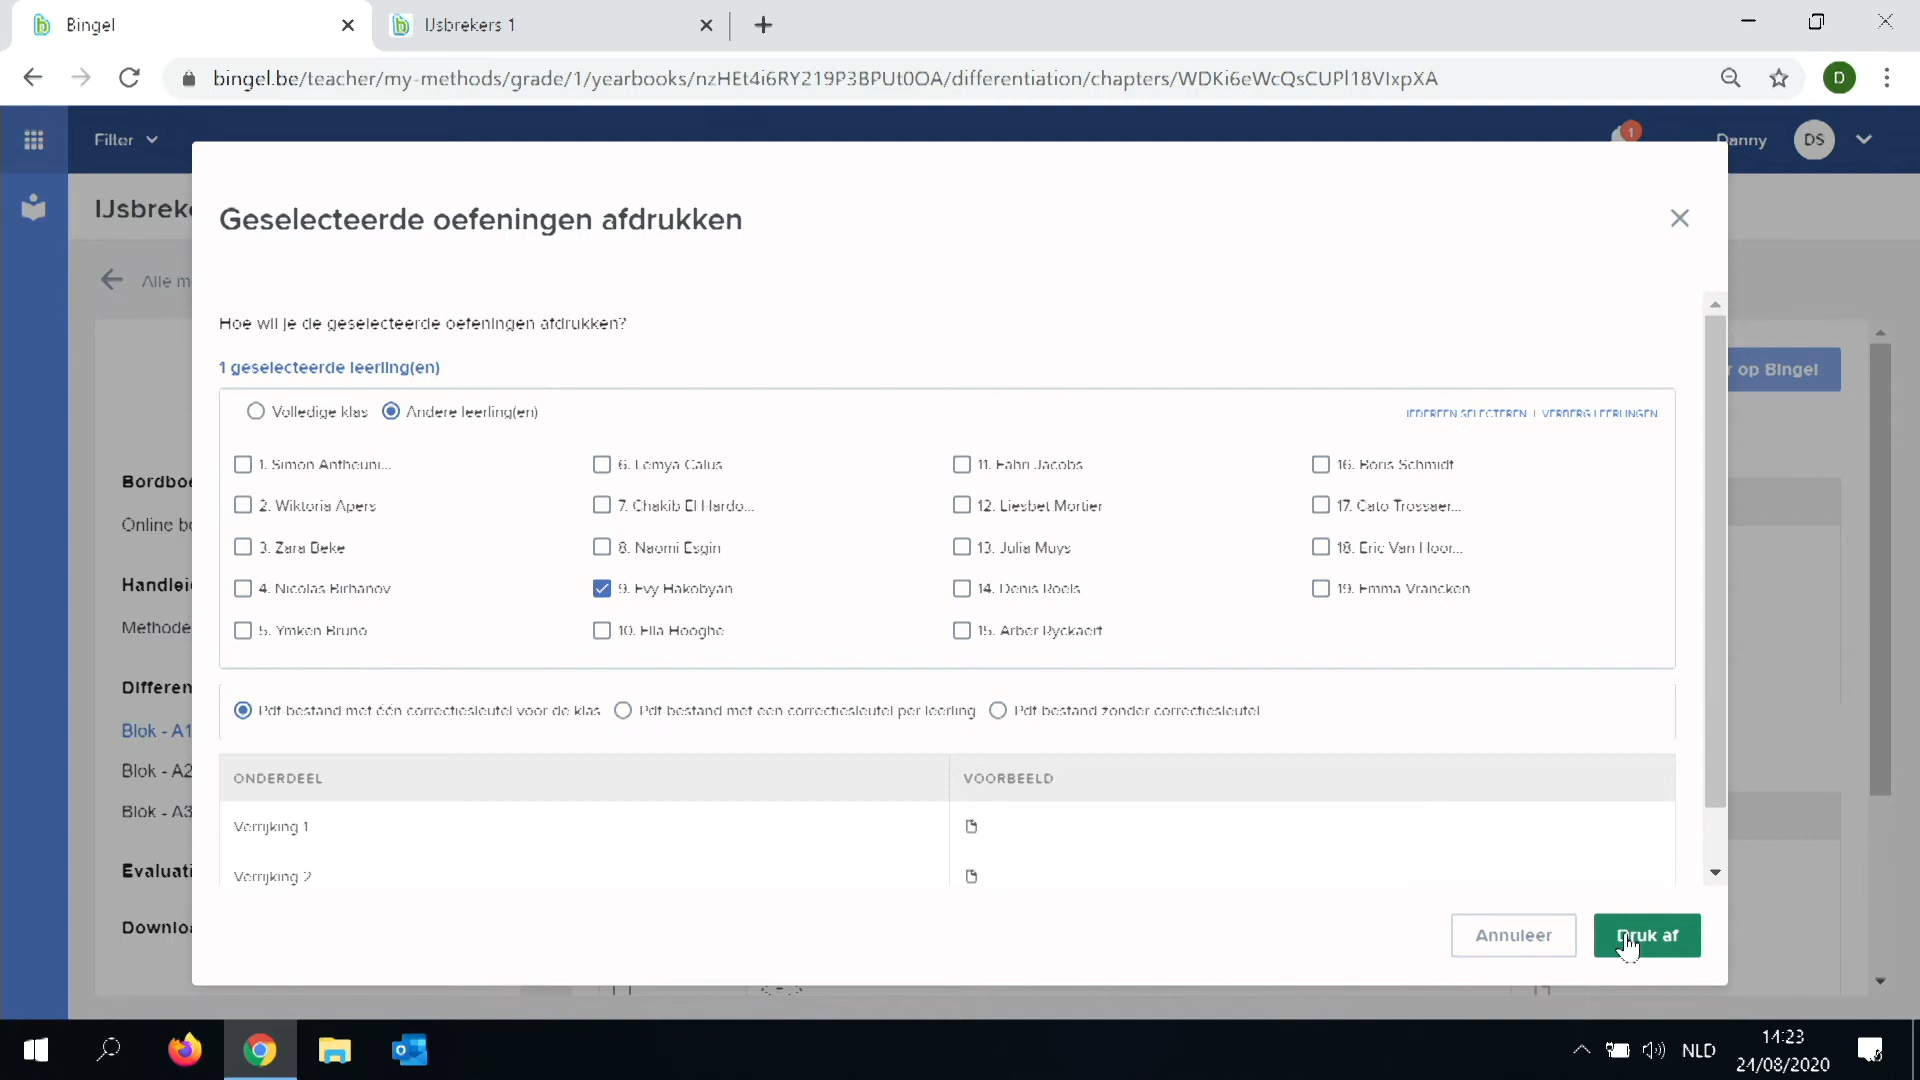 Bingel
IJsbrekers 1
bingel.be/teacher/my-methods/grade/1/yearbooks/nzHEt4i6RY219P3BPUt0OA/differentiation/chapters/WDKi6eWcQsCUPl18VIxpXA
D
Filter
1
Danny
DS
IJsbrek
Alle m
Geselecteerde oefeningen afdrukken
Hoe wil je de geselecteerde oefeningen afdrukken?
1 geselecteerde leerling(en)
r op Bingel
Volledige klas
Andere leerling(en)
IEDEREEN SELECTEREN | VERBERG LEERLINGEN
1. Simon Antheuni...
6. Lemya Calus
11. Fahri Jacobs
16. Boris Schmidt
2. Wiktoria Apers
7. Chakib El Hardo...
12. Liesbet Mortier
17. Cato Trossaer...
3. Zara Beke
8. Naomi Esgin
13. Julia Muys
18. Eric Van Hoor...
4. Nicolas Birhanov
9. Evy Hakobyan
14. Denis Roels
19. Emma Vrancken
5. Ymken Bruno
10. Ella Hooghe
15. Arber Ryckaert
Bordboe
Online bo
Handlei
Methode
Differen
Blok - A1
Blok - A2
Blok - A3
Evaluati
Downlo
Pdf bestand met één correctiesleutel voor de klas
Pdf bestand met een correctiesleutel per leerling
Pdf bestand zonder correctiesleutel
ONDERDEEL
VOORBEELD
Verrijking 1
Verrijking 2
Annuleer
Druk af
NLD
14:23
24/08/2020